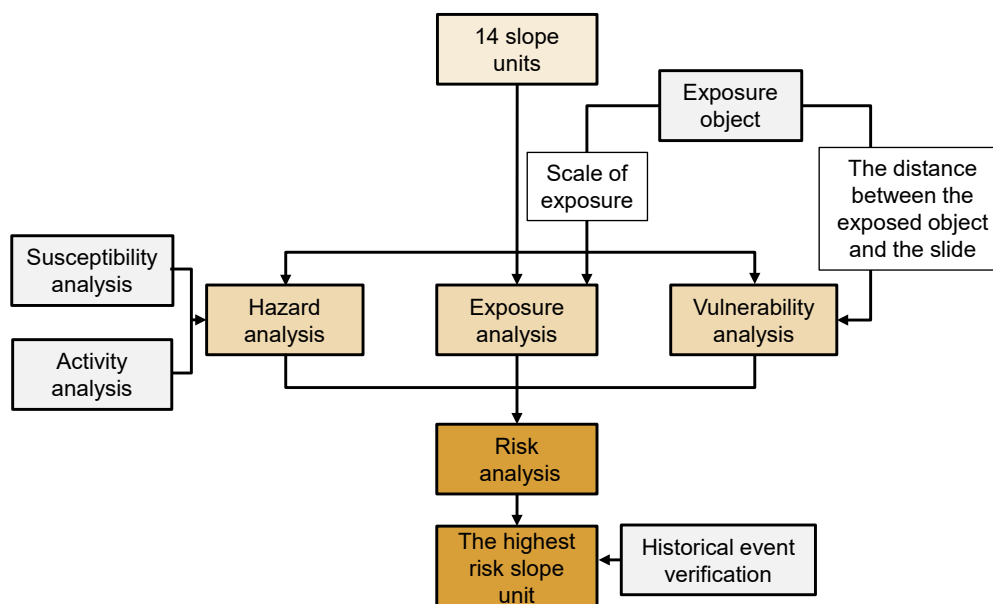 14 slope
units
Exposure
object
Scale of
exposure
The distance
between the
exposed object
and the slide
Susceptibility
analysis
Activity
analysis
Hazard
analysis
Exposure
analysis
Vulnerability
analysis
Risk
analysis
The highest
risk slope
unit
Historical event
verification